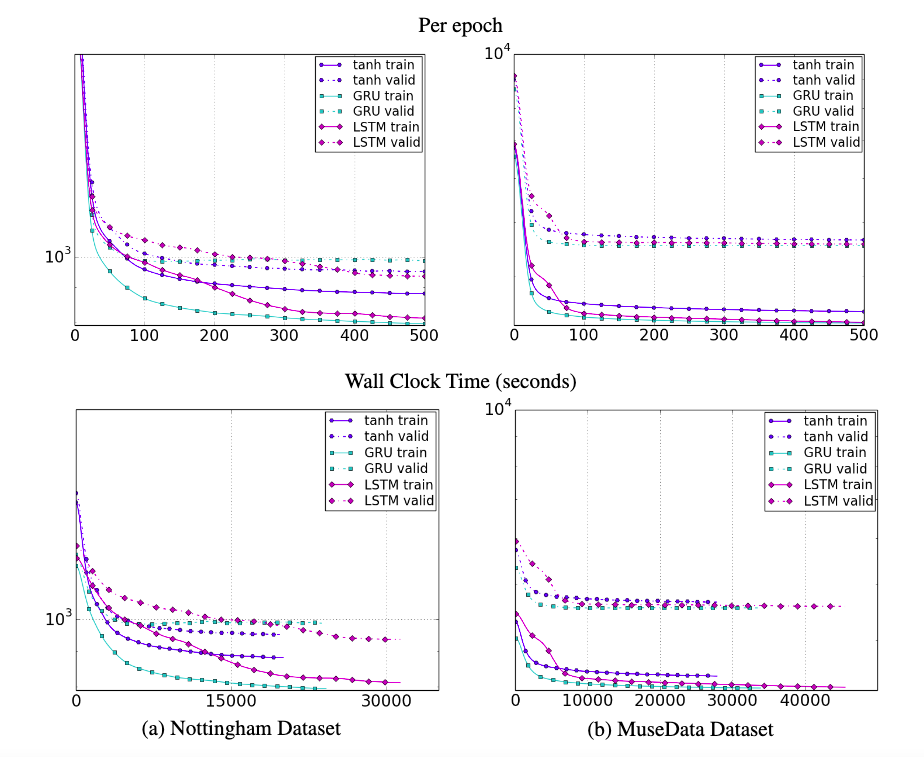 Per epoch
10^3
0 100 200 300 400 500
tanh train
tanh valid
GRU train
GRU valid
LSTM train
LSTM valid
10^4
0 100 200 300 400 500
tanh train
tanh valid
GRU train
GRU valid
LSTM train
LSTM valid
Wall Clock Time (seconds)
10^3
0 15000 30000
tanh train
tanh valid
GRU train
GRU valid
LSTM train
LSTM valid
10^4
0 10000 20000 30000 40000
tanh train
tanh valid
GRU train
GRU valid
LSTM train
LSTM valid
(a) Nottingham Dataset
(b) MuseData Dataset